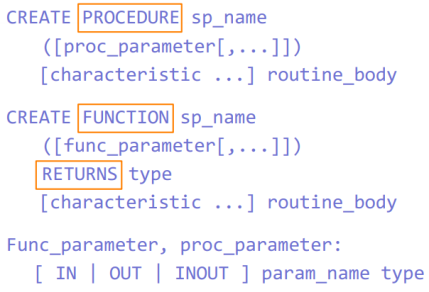 CREATE PROCEDURE sp_name
([proc_parameter[,...]])
[characteristic ...] routine_body
CREATE FUNCTION sp_name
([func_parameter[,...]])
RETURNS type
[characteristic ...] routine_body
Func_parameter, proc_parameter:
[ IN | OUT | INOUT ] param_name type